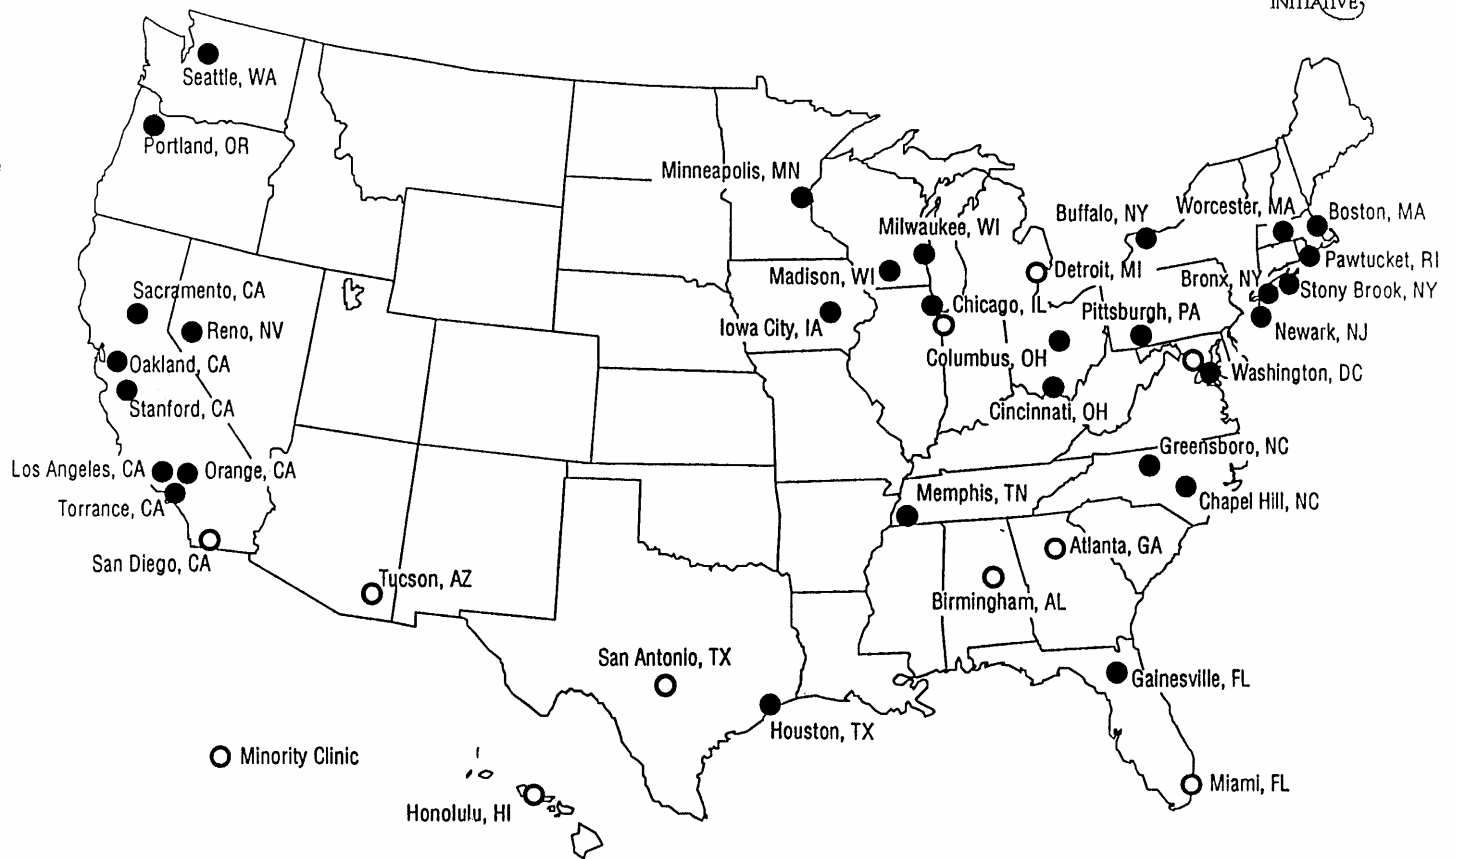 INITIATIVE
Seattle, WA
Portland, OR
Minneapolis, MN
Buffalo, NY
Worcester, MA
Boston, MA
Milwaukee, WI
Madison, WI
Detroit, MI
Bronx, NY
Pawtucket, RI
Stony Brook, NY
Sacramento, CA
Reno, NV
Iowa City, IA
Chicago, IL
Pittsburgh, PA
Newark, NJ
Oakland, CA
Columbus, OH
Washington, DC
Stanford, CA
Cincinnati, OH
Greensboro, NC
Los Angeles, CA
Orange, CA
Memphis, TN
Chapel Hill, NC
Torrance, CA
San Diego, CA
Atlanta, GA
Tucson, AZ
Birmingham, AL
San Antonio, TX
Gainesville, FL
Houston, TX
Minority Clinic
Miami, FL
Honolulu, HI